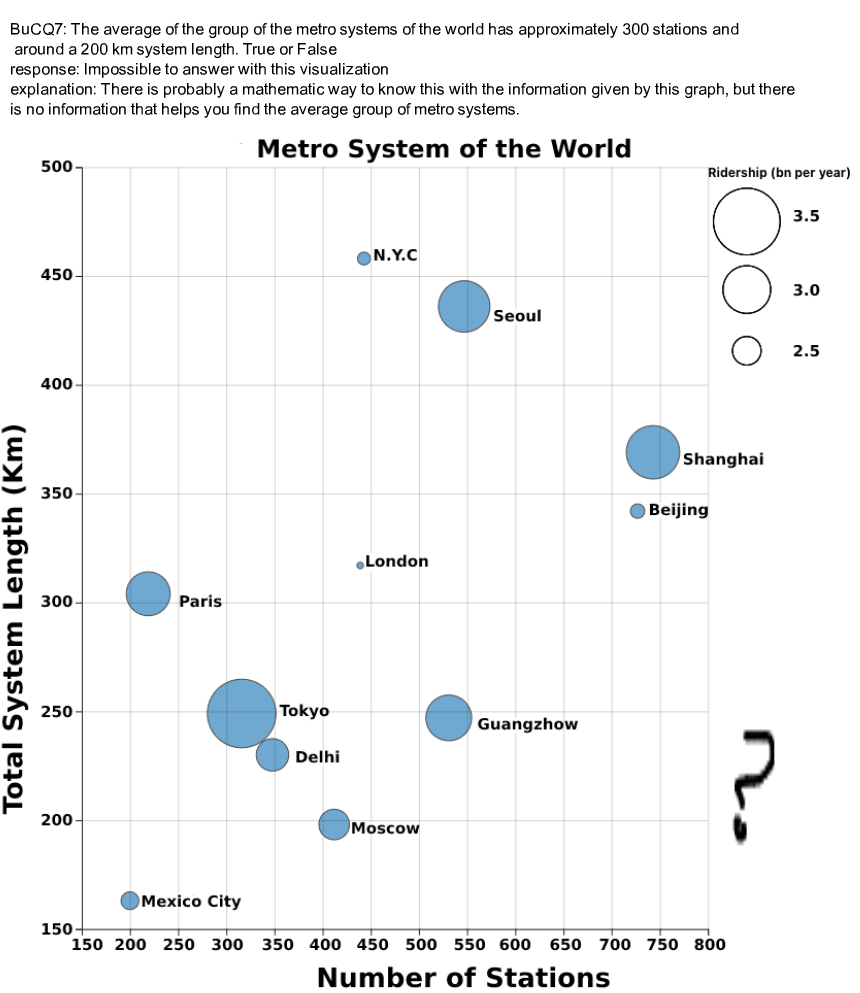 BuCQ7: The average of the group of the metro systems of the world has approximately 300 stations and
around a 200 km system length. True or False
response: Impossible to answer with this visualization
explanation: There is probably a mathematic way to know this with the information given by this graph, but there
is no information that helps you find the average group of metro systems.
Metro System of the World
Ridership (bn per year)
3.5
3.0
2.5
500
450
400
350
300
250
200
150
Total System Length (Km)
N.Y.C
Seoul
Shanghai
Beijing
London
Paris
Tokyo
Guangzhow
Delhi
Moscow
Mexico City
?
150 200 250 300 350 400 450 500 550 600 650 700 750 800
Number of Stations